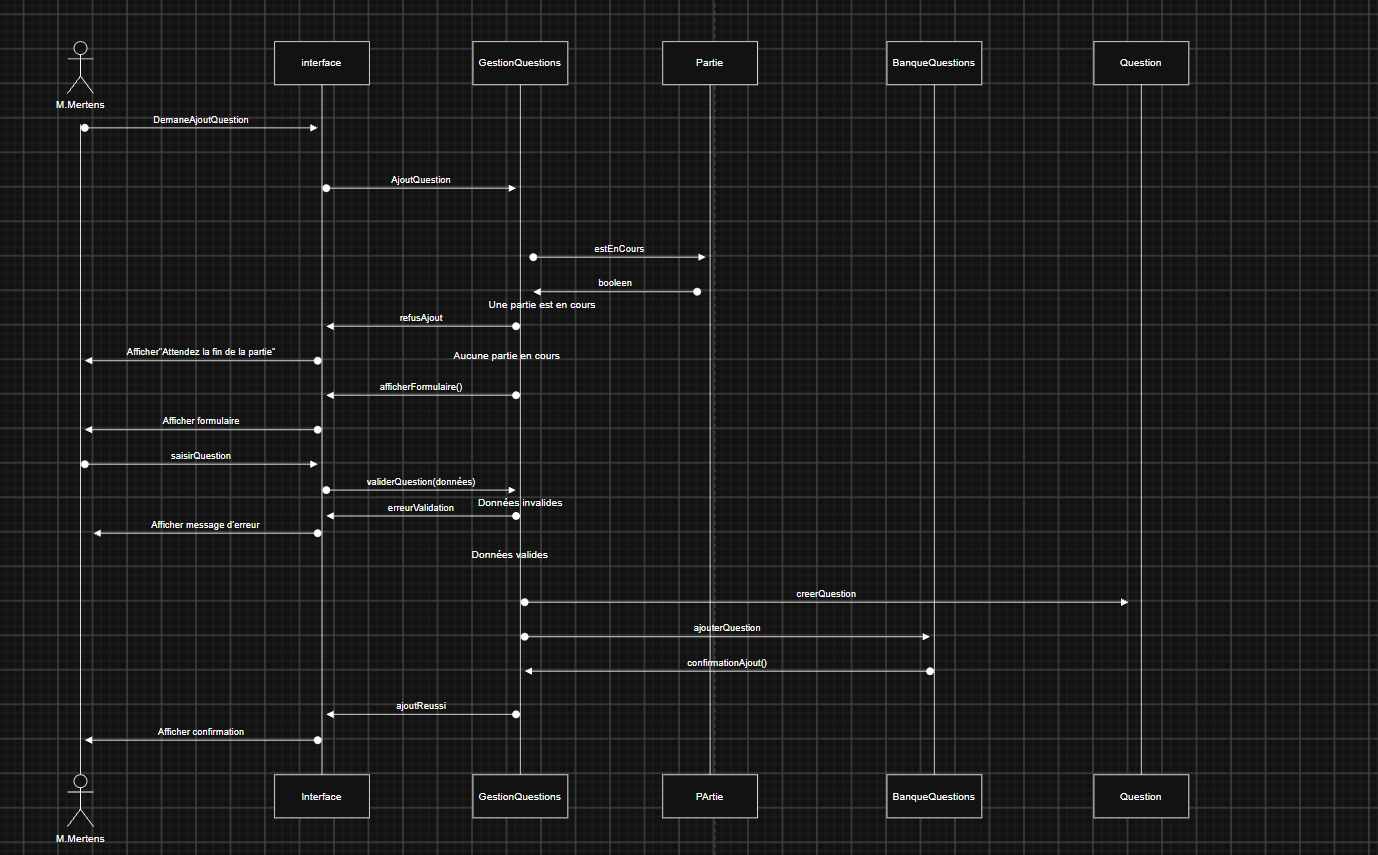 interface
GestionQuestions
Partie
BanqueQuestions
Question
M.Mertens
DemaneAjoutQuestion
AjoutQuestion
estEnCours
booleen
Une partie est en cours
refusAjout
Afficher"Attendez la fin de la partie"
Aucune partie en cours
afficherFormulaire()
Afficher formulaire
saisirQuestion
validerQuestion(données)
Données invalides
erreurValidation
Afficher message d'erreur
Données valides
creerQuestion
ajouterQuestion
confirmationAjout()
ajoutReussi
Afficher confirmation
Interface
GestionQuestions
PArtie
BanqueQuestions
Question
M.Mertens